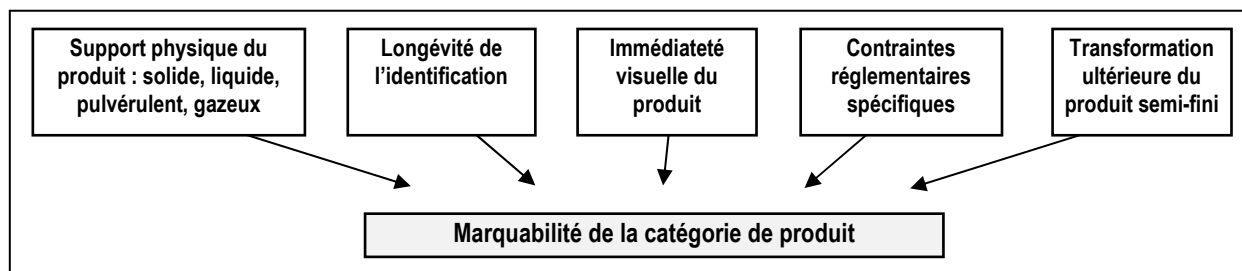 Support physique du
produit : solide, liquide,
pulvérulent, gazeux
Longévité de
l’identification
Immédiateté
visuelle du
produit
Contraintes
réglementaires
spécifiques
Transformation
ultérieure du
produit semi-fini
Marquabilité de la catégorie de produit